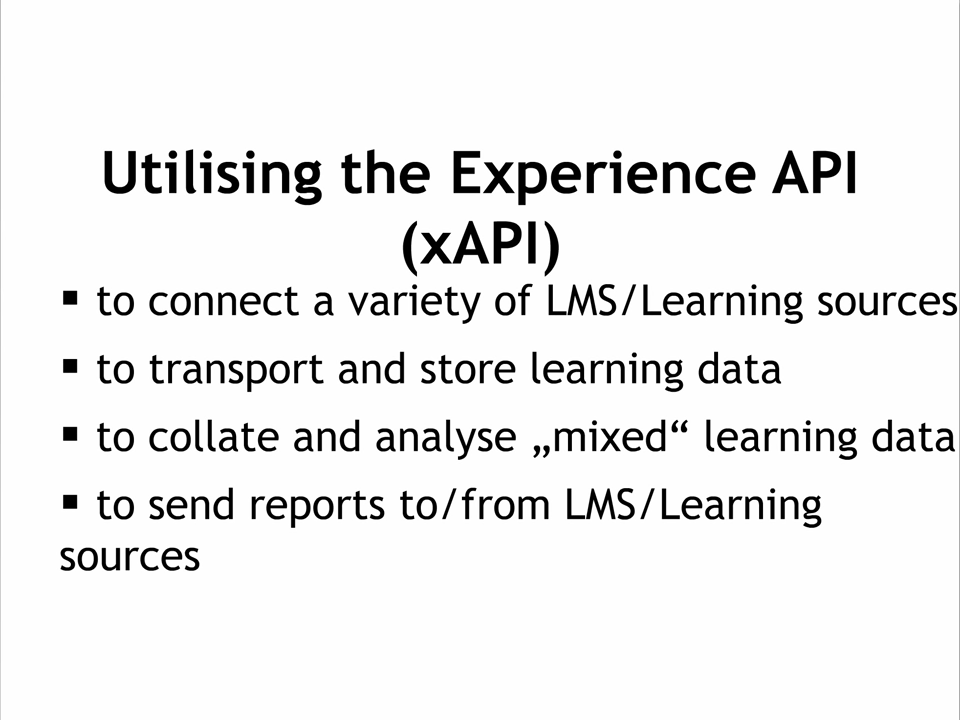 Utilising the Experience API
(xAPI)
▪ to connect a variety of LMS/Learning sources
▪ to transport and store learning data
▪ to collate and analyse „mixed“ learning data
▪ to send reports to/from LMS/Learning
sources